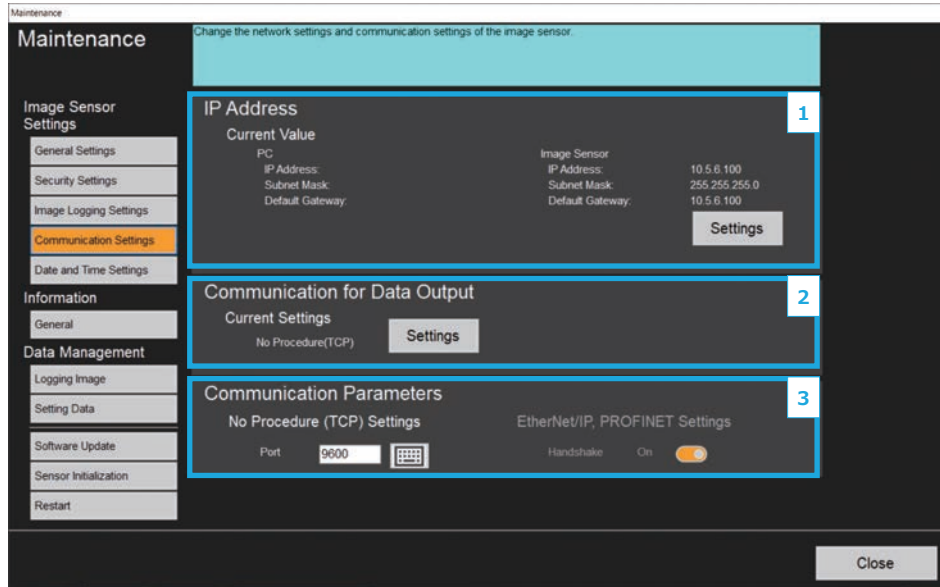 Maintenance
Maintenance
Change the network settings and communication settings of the image sensor.
Image Sensor
Settings
General Settings
Security Settings
Image Logging Settings
Communication Settings
Date and Time Settings
Information
General
Data Management
Logging Image
Setting Data
Software Update
Sensor Initialization
Restart
IP Address
1
Current Value
PC
IP Address:
Subnet Mask:
Default Gateway:
Image Sensor
IP Address: 10.5.6.100
Subnet Mask: 255.255.255.0
Default Gateway: 10.5.6.100
Settings
Communication for Data Output
2
Current Settings
No Procedure(TCP)
Settings
Communication Parameters
3
No Procedure (TCP) Settings
Port 9600
EtherNet/IP, PROFINET Settings
Handshake On
Close